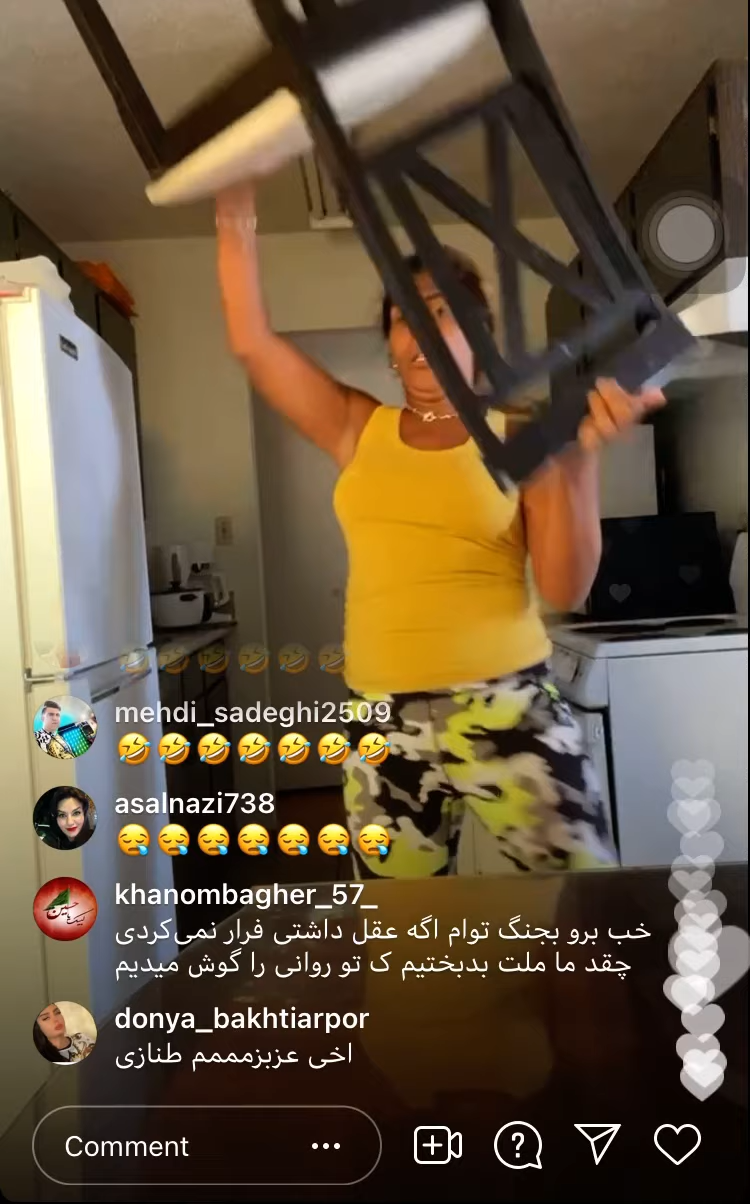 mehdi_sadeghi2509
🤣🤣🤣🤣🤣🤣🤣
asalnazi738
😪😪😪😪😪😪😪
khanombagher_57_
خب برو بجنگ توام اگه عقل داشتی فرار نمی‌کردی
چقد ما ملت بدبختیم ک تو روانی را گوش میدیم
donya_bakhtiarpor
اخی عزبزمممم طنازی
Comment